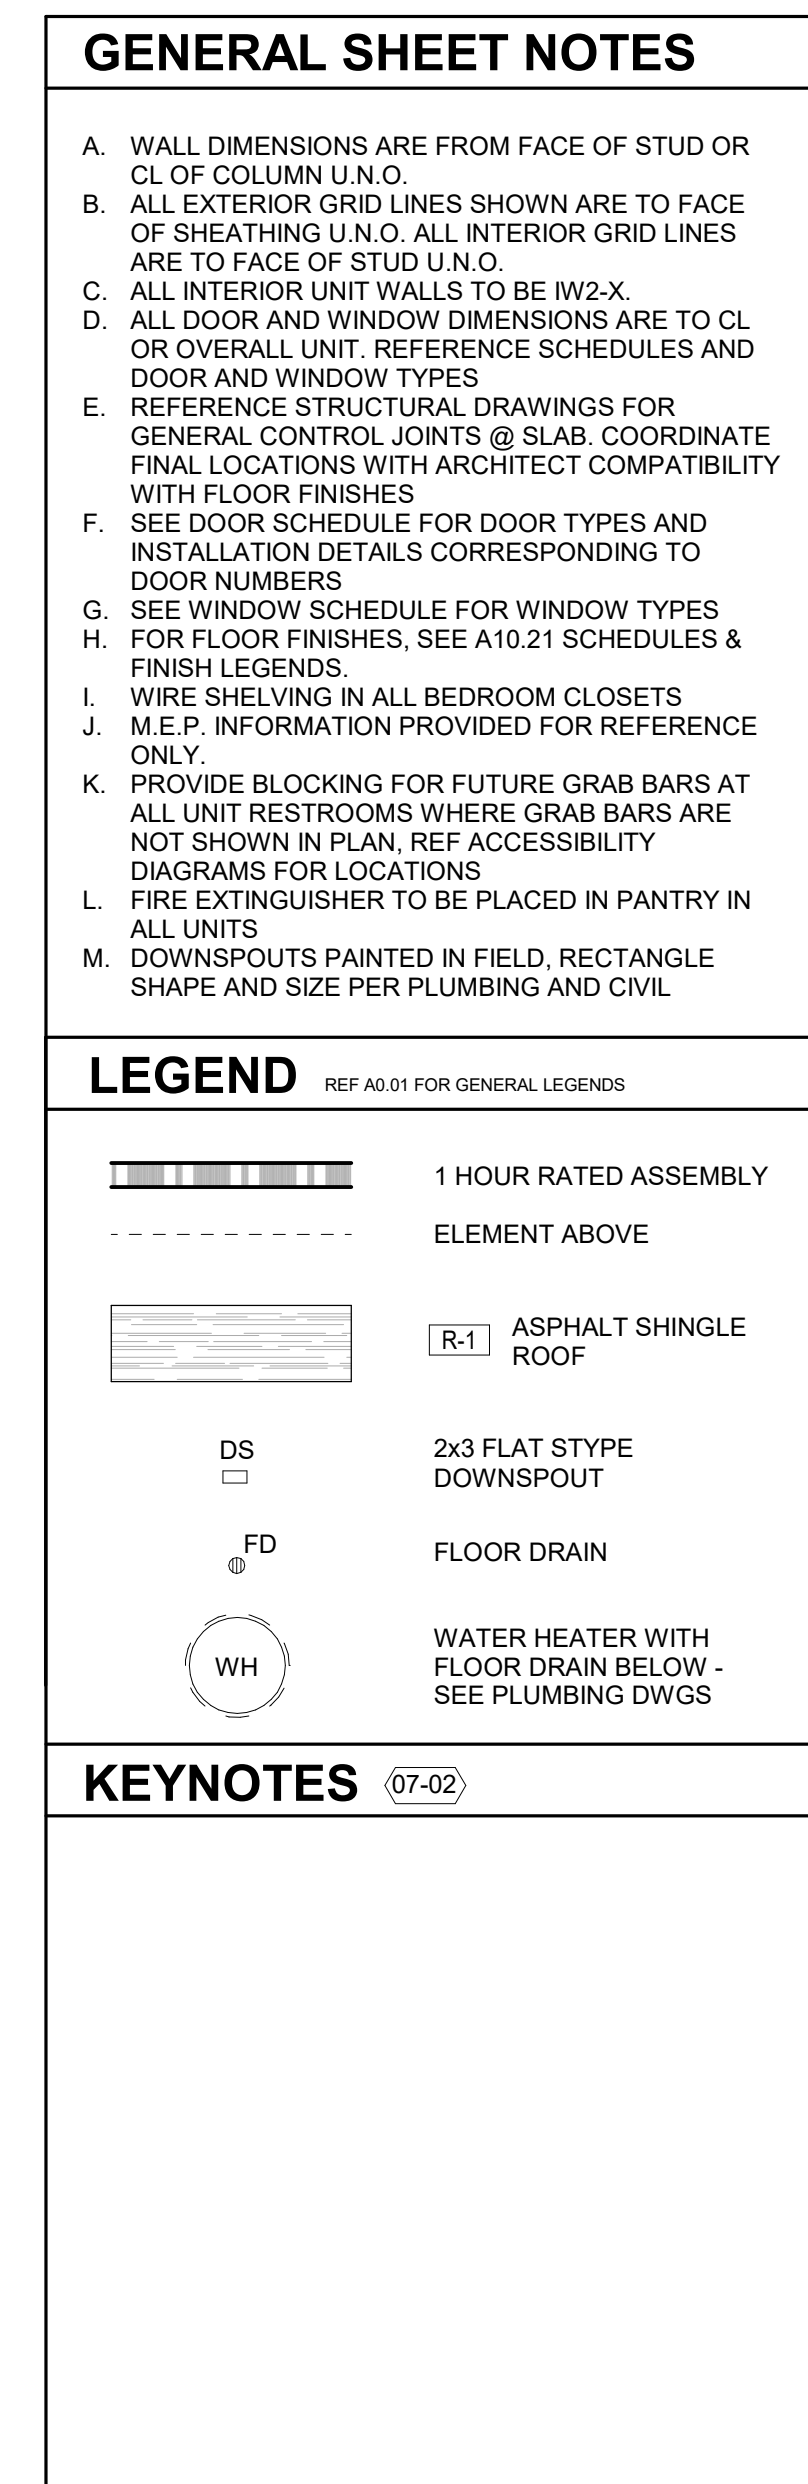 GENERAL SHEET NOTES
A. WALL DIMENSIONS ARE FROM FACE OF STUD OR
CL OF COLUMN U.N.O.
B. ALL EXTERIOR GRID LINES SHOWN ARE TO FACE
OF SHEATHING U.N.O. ALL INTERIOR GRID LINES
ARE TO FACE OF STUD U.N.O.
C. ALL INTERIOR UNIT WALLS TO BE IW2-X.
D. ALL DOOR AND WINDOW DIMENSIONS ARE TO CL
OR OVERALL UNIT. REFERENCE SCHEDULES AND
DOOR AND WINDOW TYPES
E. REFERENCE STRUCTURAL DRAWINGS FOR
GENERAL CONTROL JOINTS @ SLAB. COORDINATE
FINAL LOCATIONS WITH ARCHITECT COMPATIBILITY
WITH FLOOR FINISHES
F. SEE DOOR SCHEDULE FOR DOOR TYPES AND
INSTALLATION DETAILS CORRESPONDING TO
DOOR NUMBERS
G. SEE WINDOW SCHEDULE FOR WINDOW TYPES
H. FOR FLOOR FINISHES, SEE A10.21 SCHEDULES &
FINISH LEGENDS.
I. WIRE SHELVING IN ALL BEDROOM CLOSETS
J. M.E.P. INFORMATION PROVIDED FOR REFERENCE
ONLY.
K. PROVIDE BLOCKING FOR FUTURE GRAB BARS AT
ALL UNIT RESTROOMS WHERE GRAB BARS ARE
NOT SHOWN IN PLAN, REF ACCESSIBILITY
DIAGRAMS FOR LOCATIONS
L. FIRE EXTINGUISHER TO BE PLACED IN PANTRY IN
ALL UNITS
M. DOWNSPOUTS PAINTED IN FIELD, RECTANGLE
SHAPE AND SIZE PER PLUMBING AND CIVIL
LEGEND REF A0.01 FOR GENERAL LEGENDS
1 HOUR RATED ASSEMBLY
ELEMENT ABOVE
R-1 ASPHALT SHINGLE
ROOF
DS 2x3 FLAT STYPE
DOWNSPOUT
FD FLOOR DRAIN
WATER HEATER WITH
WH FLOOR DRAIN BELOW -
SEE PLUMBING DWGS
KEYNOTES 07-02